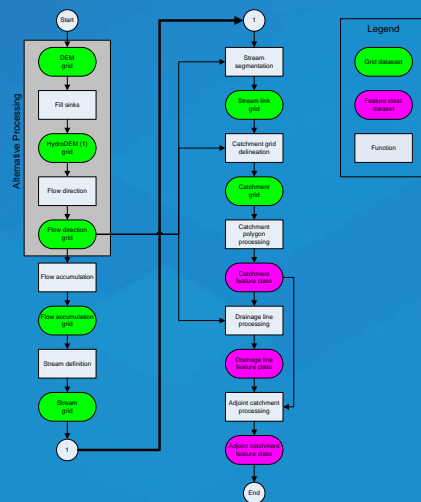 Start
Alternative Processing
DEM
grid
Fill sinks
HydroDEM (1)
grid
Flow direction
Flow direction
grid
Flow accumulation
Flow accumulation
grid
Stream definition
Stream
grid
1
1
Stream
segmentation
Stream link
grid
Catchment grid
delineation
Catchment
grid
Catchment
polygon
processing
Catchment
feature class
Drainage line
processing
Drainage line
feature class
Adjoint catchment
processing
Adjoint catchment
feature class
End
Legend
Grid datasset
Feature class
dataset
Function